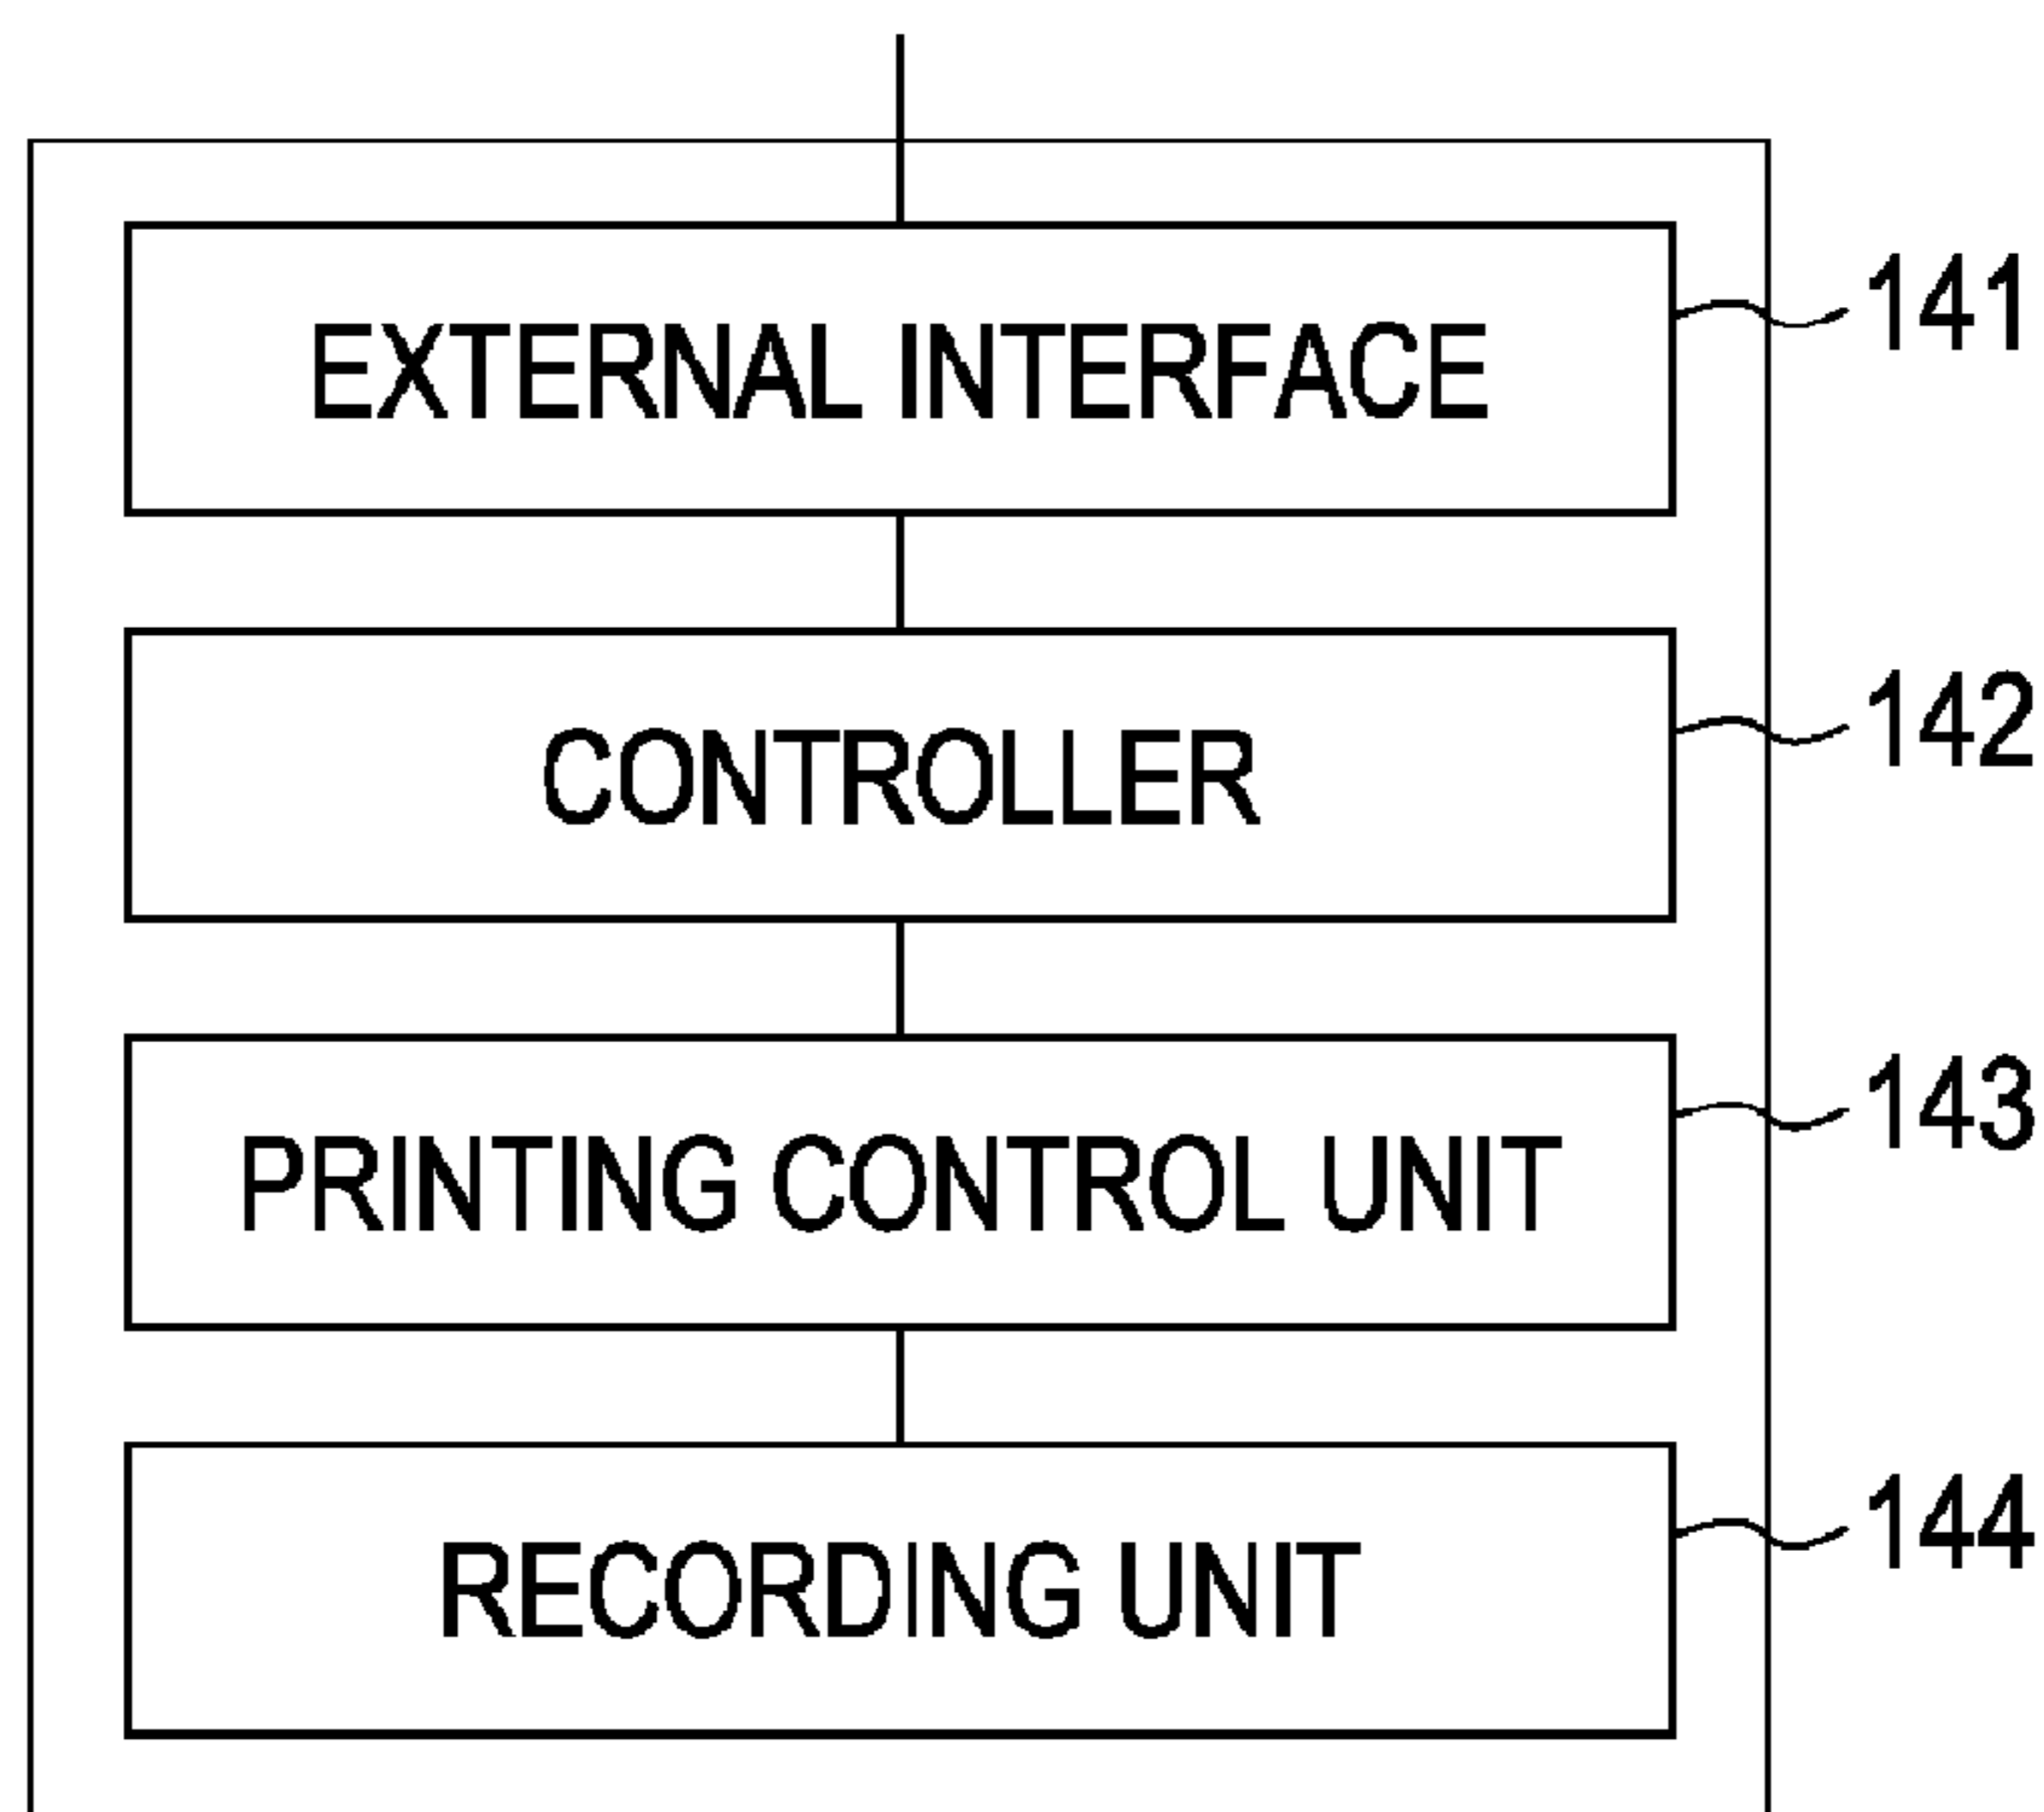 EXTERNAL INTERFACE
141
CONTROLLER
142
PRINTING CONTROL UNIT
143
RECORDING UNIT
144